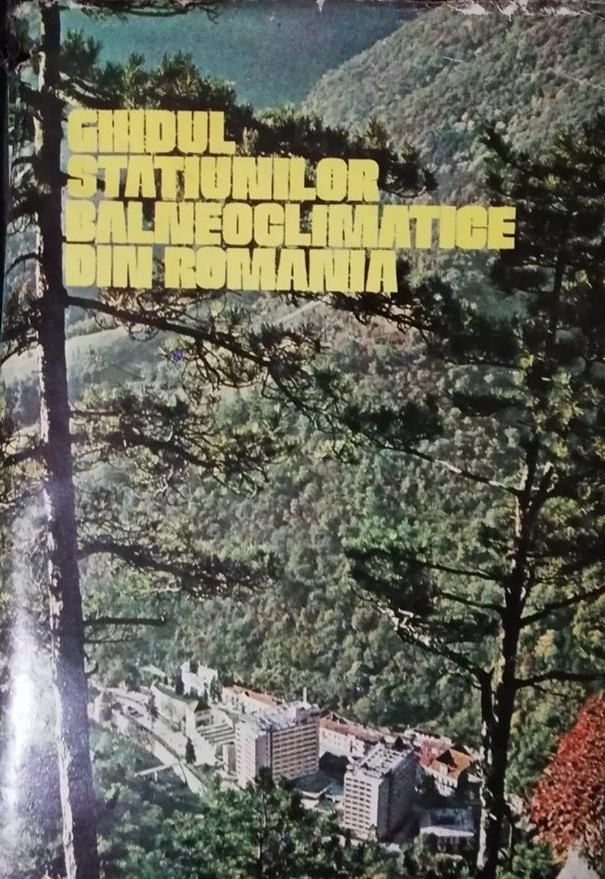 GHIDUL
STATIUNILOR
BALNEOCLIMATICE
DIN ROMANIA